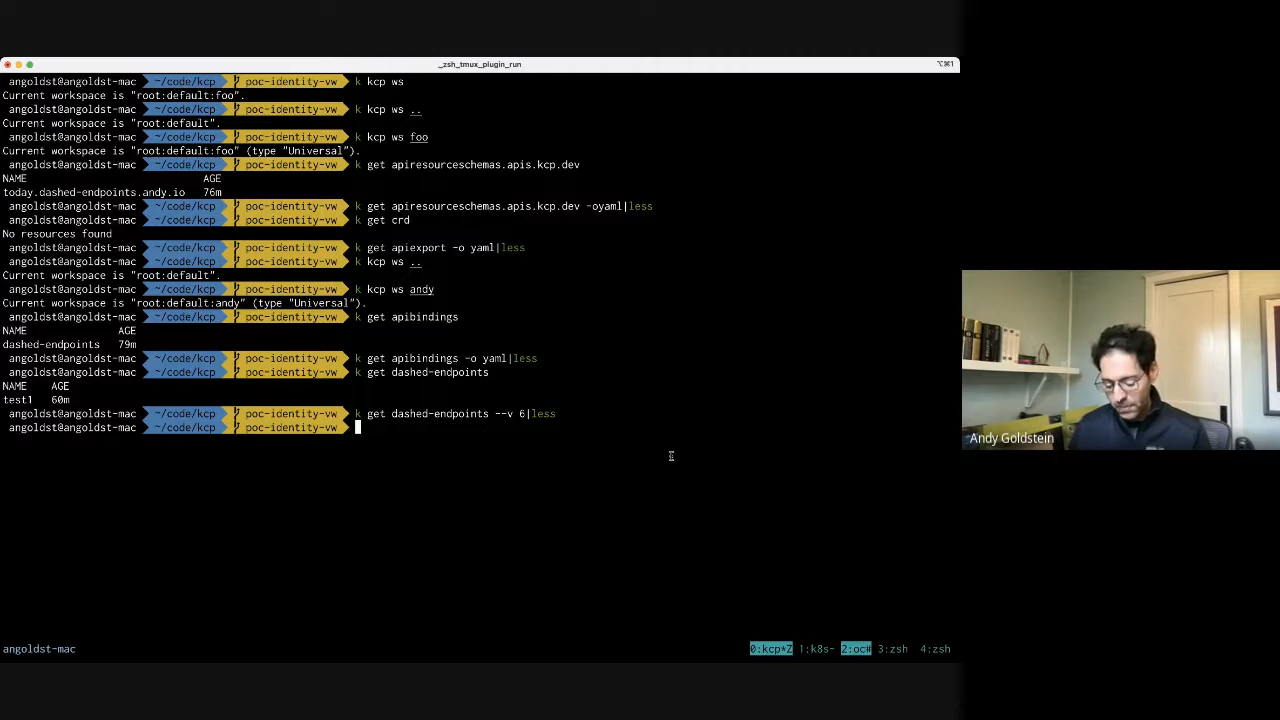 _zsh_tmux_plugin_run
⌥⌘1
angoldst@angoldst-mac ~/code/kcp poc-identity-vw k kcp ws
Current workspace is "root:default:foo".
angoldst@angoldst-mac ~/code/kcp poc-identity-vw k kcp ws ..
Current workspace is "root:default".
angoldst@angoldst-mac ~/code/kcp poc-identity-vw k kcp ws foo
Current workspace is "root:default:foo" (type "Universal").
angoldst@angoldst-mac ~/code/kcp poc-identity-vw k get apiresourceschemas.apis.kcp.dev
NAME AGE
today.dashed-endpoints.andy.io 76m
angoldst@angoldst-mac ~/code/kcp poc-identity-vw k get apiresourceschemas.apis.kcp.dev -oyaml|less
angoldst@angoldst-mac ~/code/kcp poc-identity-vw k get crd
No resources found
angoldst@angoldst-mac ~/code/kcp poc-identity-vw k get apiexport -o yaml|less
angoldst@angoldst-mac ~/code/kcp poc-identity-vw k kcp ws ..
Current workspace is "root:default".
angoldst@angoldst-mac ~/code/kcp poc-identity-vw k kcp ws andy
Current workspace is "root:default:andy" (type "Universal").
angoldst@angoldst-mac ~/code/kcp poc-identity-vw k get apibindings
NAME AGE
dashed-endpoints 79m
angoldst@angoldst-mac ~/code/kcp poc-identity-vw k get apibindings -o yaml|less
angoldst@angoldst-mac ~/code/kcp poc-identity-vw k get dashed-endpoints
NAME AGE
test1 60m
angoldst@angoldst-mac ~/code/kcp poc-identity-vw k get dashed-endpoints --v 6|less
angoldst@angoldst-mac ~/code/kcp poc-identity-vw
Andy Goldstein
angoldst-mac 0:kcp*Z 1:k8s- 2:oc# 3:zsh 4:zsh